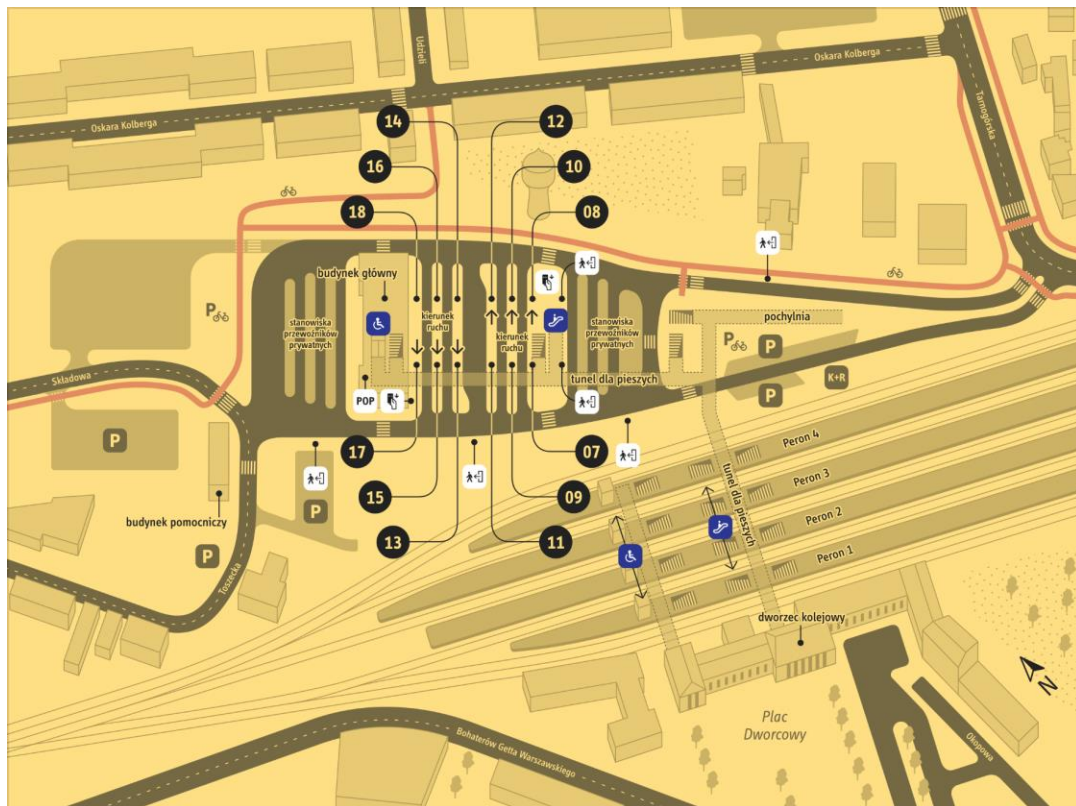 Udzieli
Oskara Kolberga
Oskara Kolberga
Tarnogórska
14
12
16
10
18
08
budynek główny
stanowiska
przewoźników
prywatnych
kierunek
ruchu
kierunek
ruchu
stanowiska
przewoźników
prywatnych
pochylnia
P
P
P
P
K+R
Składowa
POP
tunel dla pieszych
P
17
07
15
09
13
11
budynek pomocniczy
P
P
Toszecka
Peron 4
Peron 3
Peron 2
Peron 1
tunel dla pieszych
dworzec kolejowy
N
Plac
Dworcowy
Okopowa
Bohaterów Getta Warszawskiego